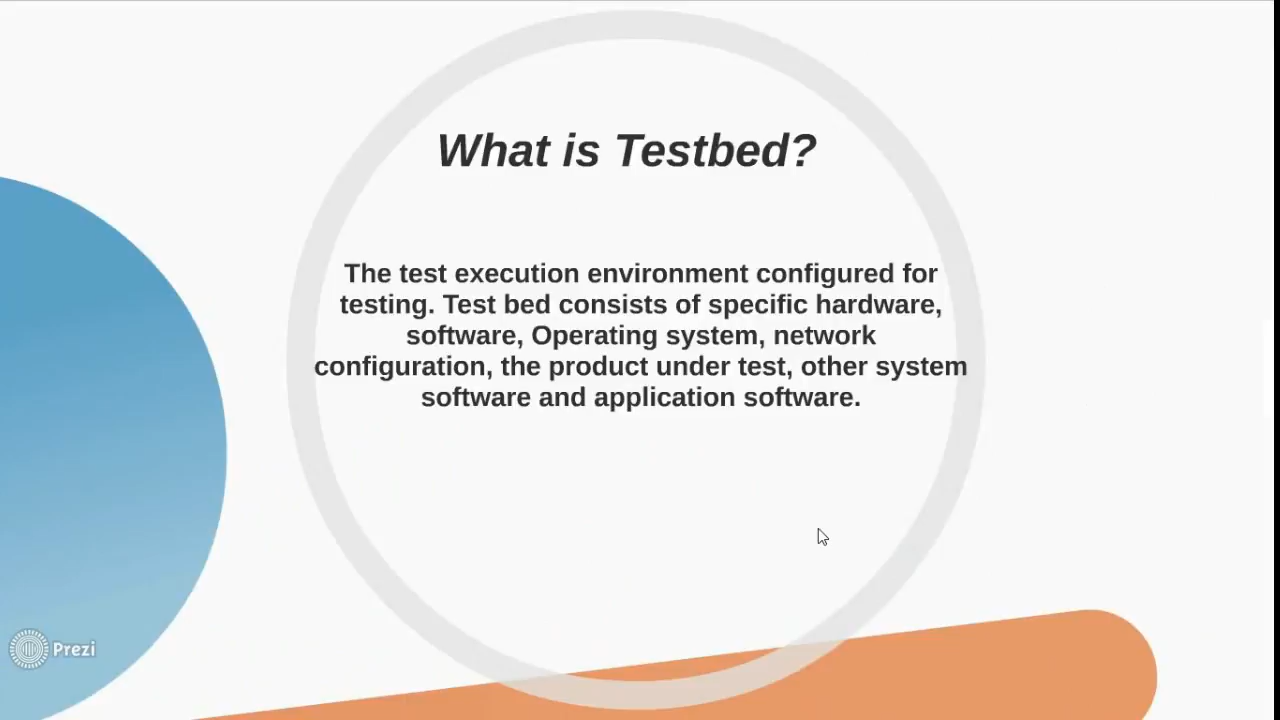 What is Testbed?
The test execution environment configured for
testing. Test bed consists of specific hardware,
software, Operating system, network
configuration, the product under test, other system
software and application software.
Prezi